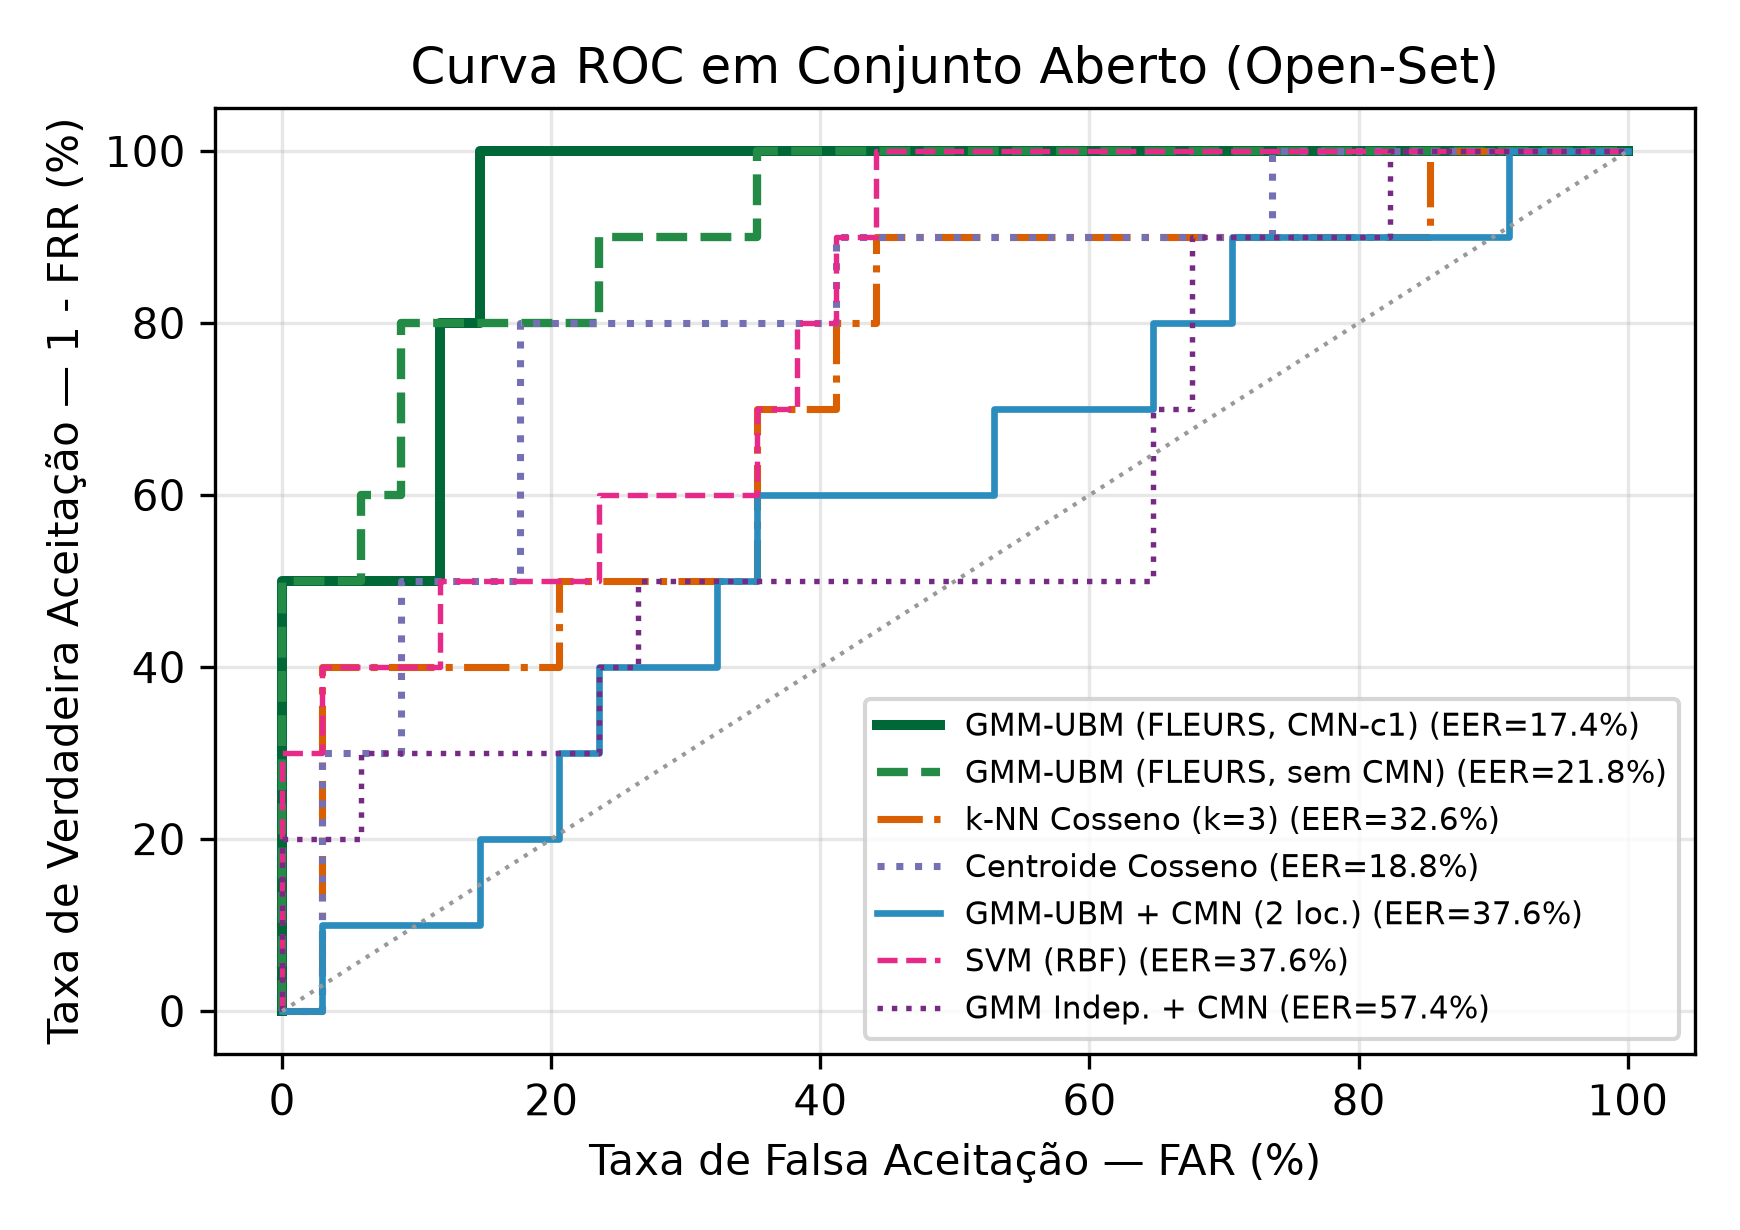 Curva ROC em Conjunto Aberto (Open-Set)
Taxa de Verdadeira Aceitação — 1 - FRR (%)
100
80
60
40
20
0
GMM-UBM (FLEURS, CMN-c1) (EER=17.4%)
GMM-UBM (FLEURS, sem CMN) (EER=21.8%)
k-NN Cosseno (k=3) (EER=32.6%)
Centroide Cosseno (EER=18.8%)
GMM-UBM + CMN (2 loc.) (EER=37.6%)
SVM (RBF) (EER=37.6%)
GMM Indep. + CMN (EER=57.4%)
0 20 40 60 80 100
Taxa de Falsa Aceitação — FAR (%)